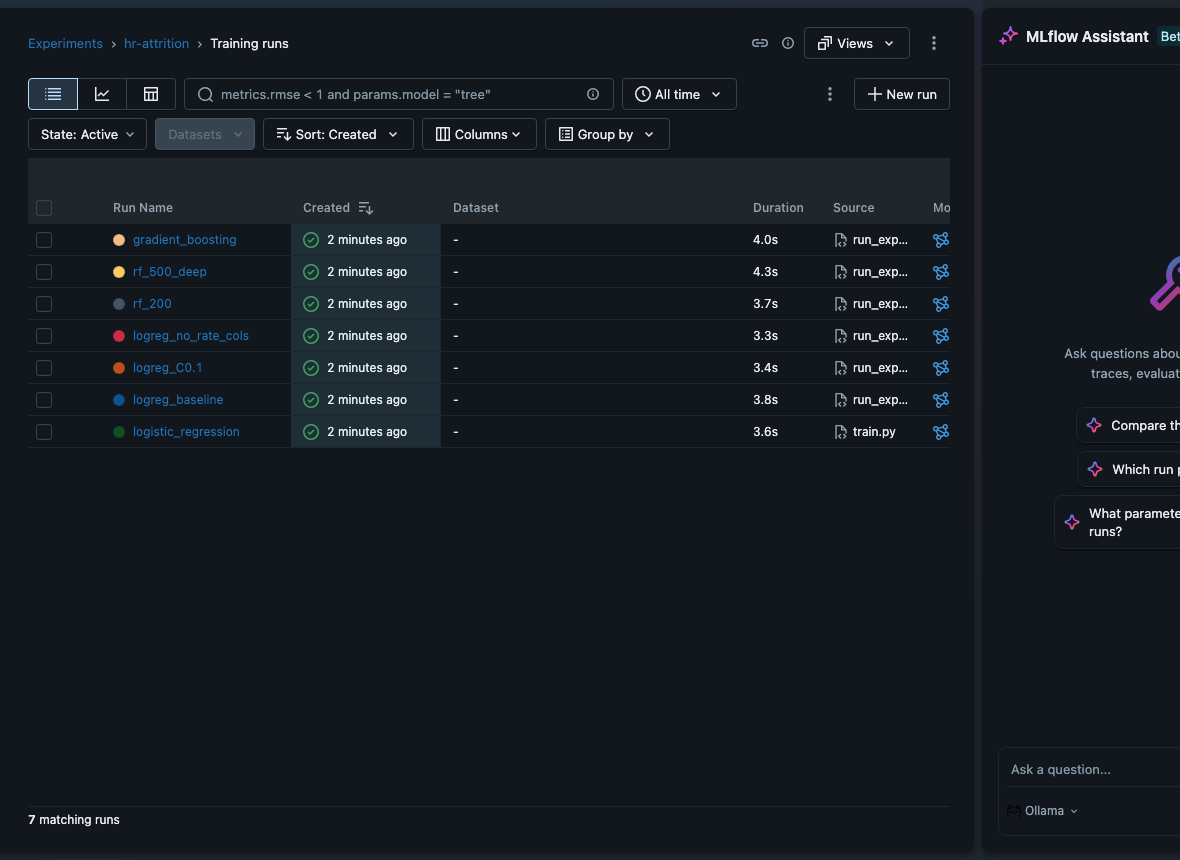 Experiments › hr-attrition › Training runs
Views
MLflow Assistant Bet
metrics.rmse < 1 and params.model = "tree"
All time
New run
State: Active
Datasets
Sort: Created
Columns
Group by
Run Name Created Dataset Duration Source Mo
gradient_boosting 2 minutes ago - 4.0s run_exp...
rf_500_deep 2 minutes ago - 4.3s run_exp...
rf_200 2 minutes ago - 3.7s run_exp...
logreg_no_rate_cols 2 minutes ago - 3.3s run_exp...
logreg_C0.1 2 minutes ago - 3.4s run_exp...
logreg_baseline 2 minutes ago - 3.8s run_exp...
logistic_regression 2 minutes ago - 3.6s train.py
7 matching runs
Ask questions abou
traces, evaluat
Compare th
Which run p
What paramete
runs?
Ask a question...
Ollama